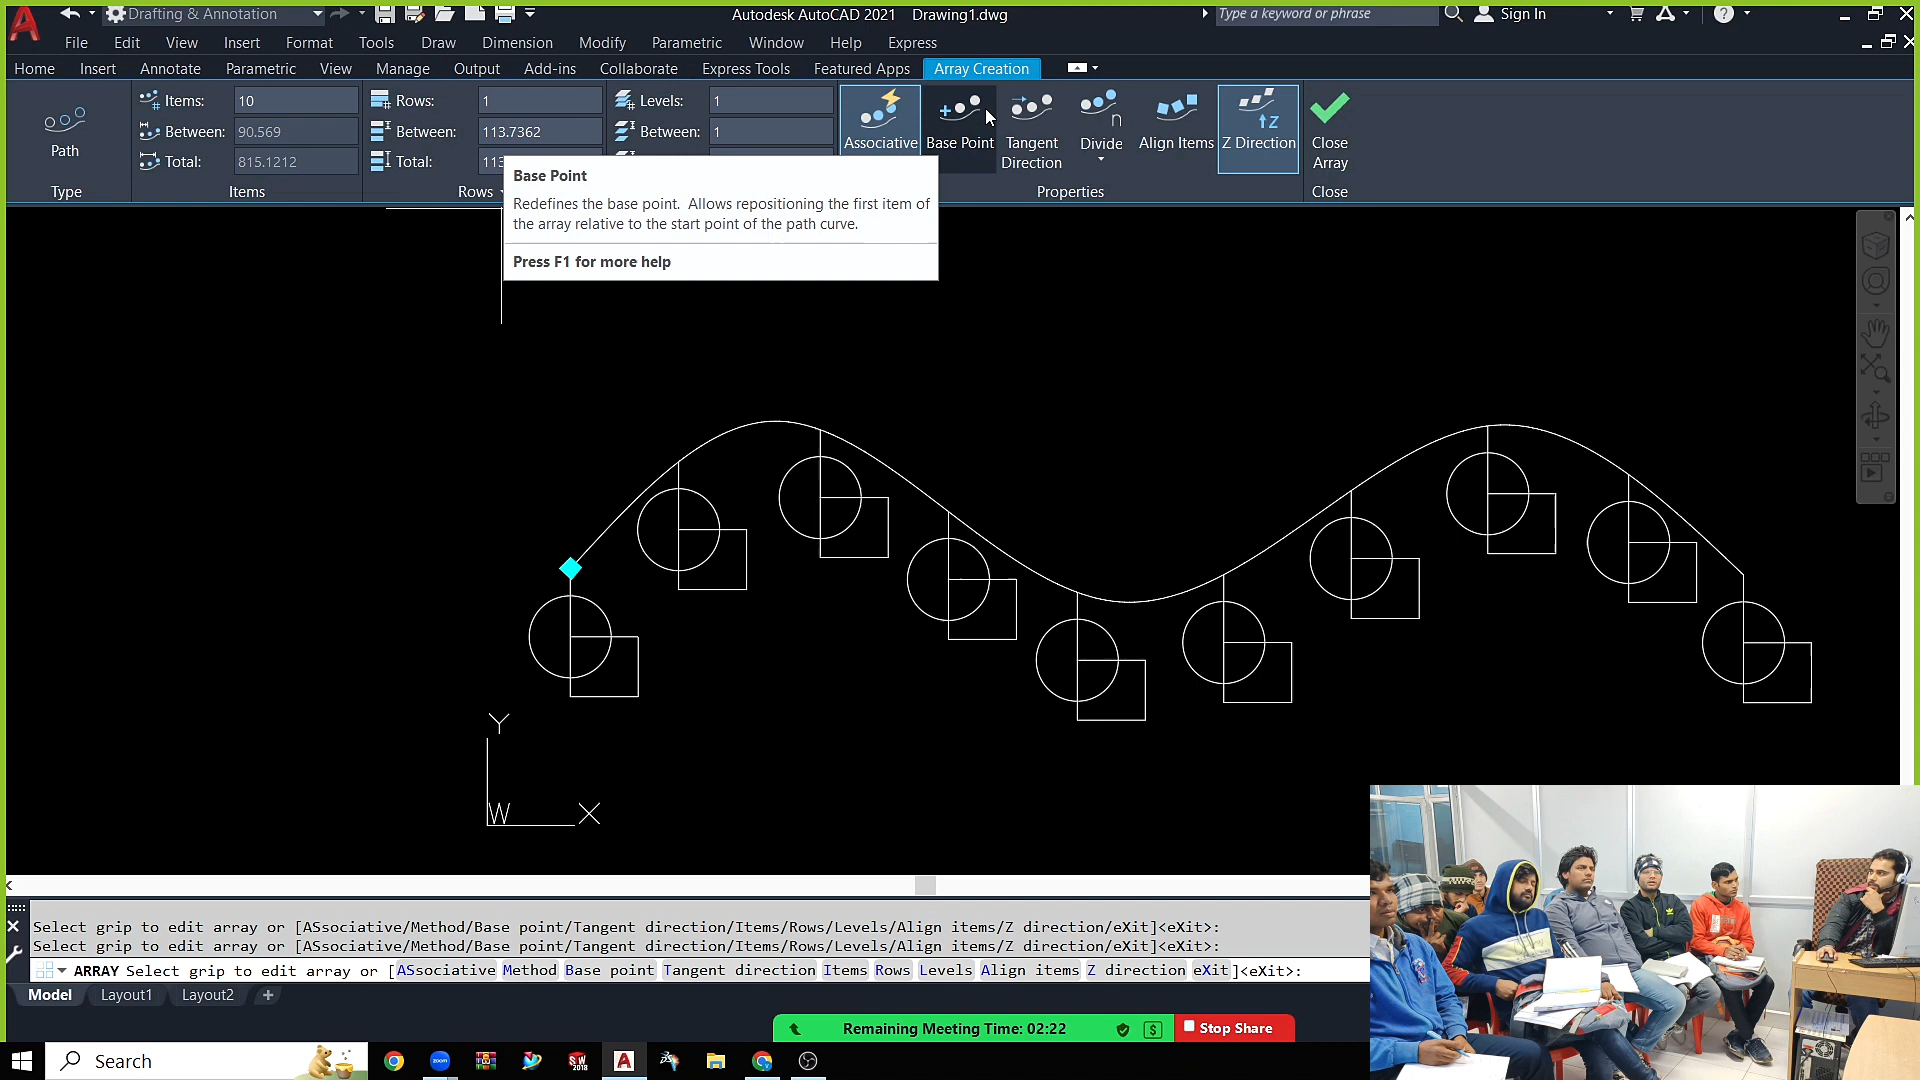 Drafting & Annotation
Autodesk AutoCAD 2021 Drawing1.dwg
Type a keyword or phrase
Sign In
File Edit View Insert Format Tools Draw Dimension Modify Parametric Window Help Express
Home Insert Annotate Parametric View Manage Output Add-ins Collaborate Express Tools Featured Apps Array Creation
Items: 10 Rows: 1 Levels: 1
Between: 90.569 Between: 113.7362 Between: 1
Total: 815.1212 Total: 113
Path
Associative Base Point Tangent Direction Divide Align Items Z Direction Close Array
Type Items Rows Properties Close
Base Point
Redefines the base point. Allows repositioning the first item of
the array relative to the start point of the path curve.
Press F1 for more help
Y
W X
Select grip to edit array or [ASsociative/Method/Base point/Tangent direction/Items/Rows/Levels/Align items/Z direction/eXit]<eXit>:
Select grip to edit array or [ASsociative/Method/Base point/Tangent direction/Items/Rows/Levels/Align items/Z direction/eXit]<eXit>:
ARRAY Select grip to edit array or [ASsociative Method Base point Tangent direction Items Rows Levels Align items Z direction eXit]<eXit>:
Model Layout1 Layout2 +
Remaining Meeting Time: 02:22
Stop Share
Search